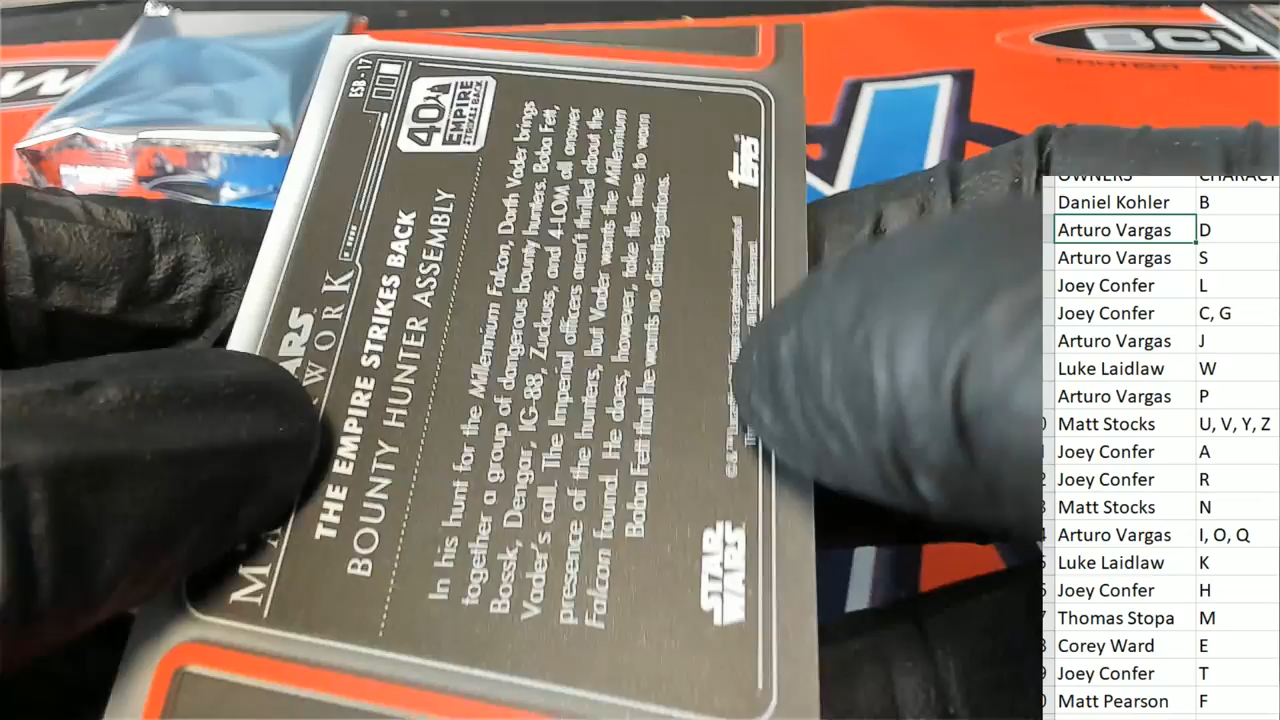 ESB-17
40
EMPIRE
STRIKES BACK
THE EMPIRE STRIKES BACK
BOUNTY HUNTER ASSEMBLY
In his hunt for the Millennium Falcon, Darth Vader brings
together a group of dangerous bounty hunters. Boba Fett,
Bossk, Dengar, IG-88, Zuckuss, and 4-LOM all answer
Vader's call. The Imperial officers aren't thrilled about the
presence of the hunters, but Vader wants the Millennium
Falcon found. He does, however, take the time to warn
Boba Fett that he wants no disintegrations.
STAR
WARS
topps
BCW
OWNERS CHARACT
Daniel Kohler B
Arturo Vargas D
Arturo Vargas S
Joey Confer L
Joey Confer C, G
Arturo Vargas J
Luke Laidlaw W
Arturo Vargas P
Matt Stocks U, V, Y, Z
Joey Confer A
Joey Confer R
Matt Stocks N
Arturo Vargas I, O, Q
Luke Laidlaw K
Joey Confer H
Thomas Stopa M
Corey Ward E
Joey Confer T
Matt Pearson F